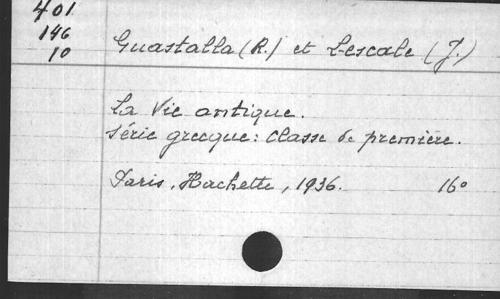 401
146
10
Guastalla (R.) et Lescale (J.)
La Vie antique.
Série grecque: Classe de première.
Paris, Hachette, 1936. 16°